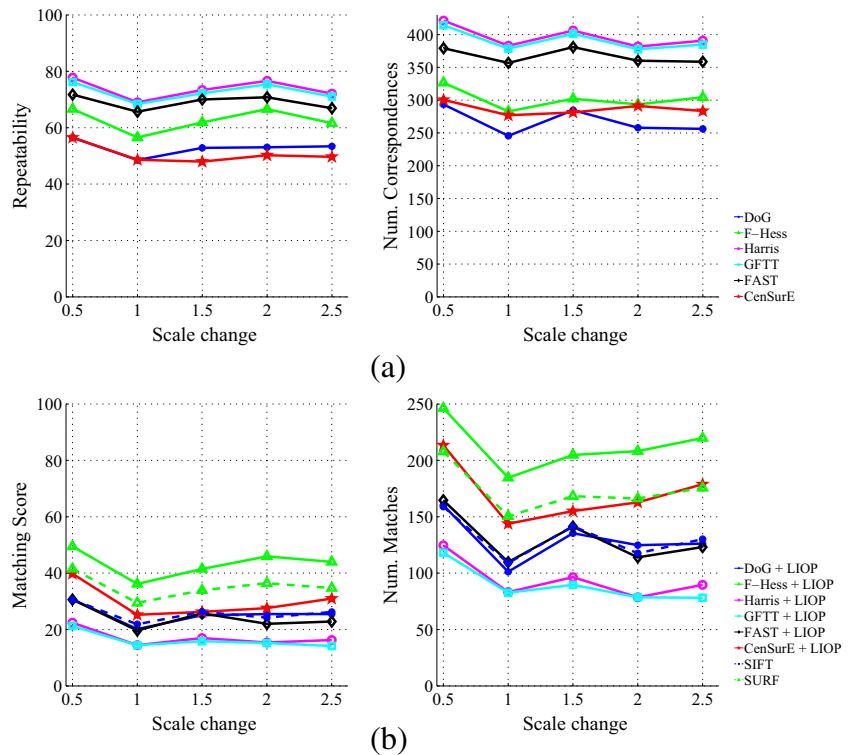 Repeatability
100
80
60
40
20
0
0.5 1 1.5 2 2.5
Scale change
Num. Correspondences
400
350
300
250
200
150
100
50
0
0.5 1 1.5 2 2.5
Scale change
DoG
F−Hess
Harris
GFTT
FAST
CenSurE
(a)
Matching Score
100
80
60
40
20
0
0.5 1 1.5 2 2.5
Scale change
Num. Matches
250
200
150
100
50
0
0.5 1 1.5 2 2.5
Scale change
DoG + LIOP
F−Hess + LIOP
Harris + LIOP
GFTT + LIOP
FAST + LIOP
CenSurE + LIOP
SIFT
SURF
(b)